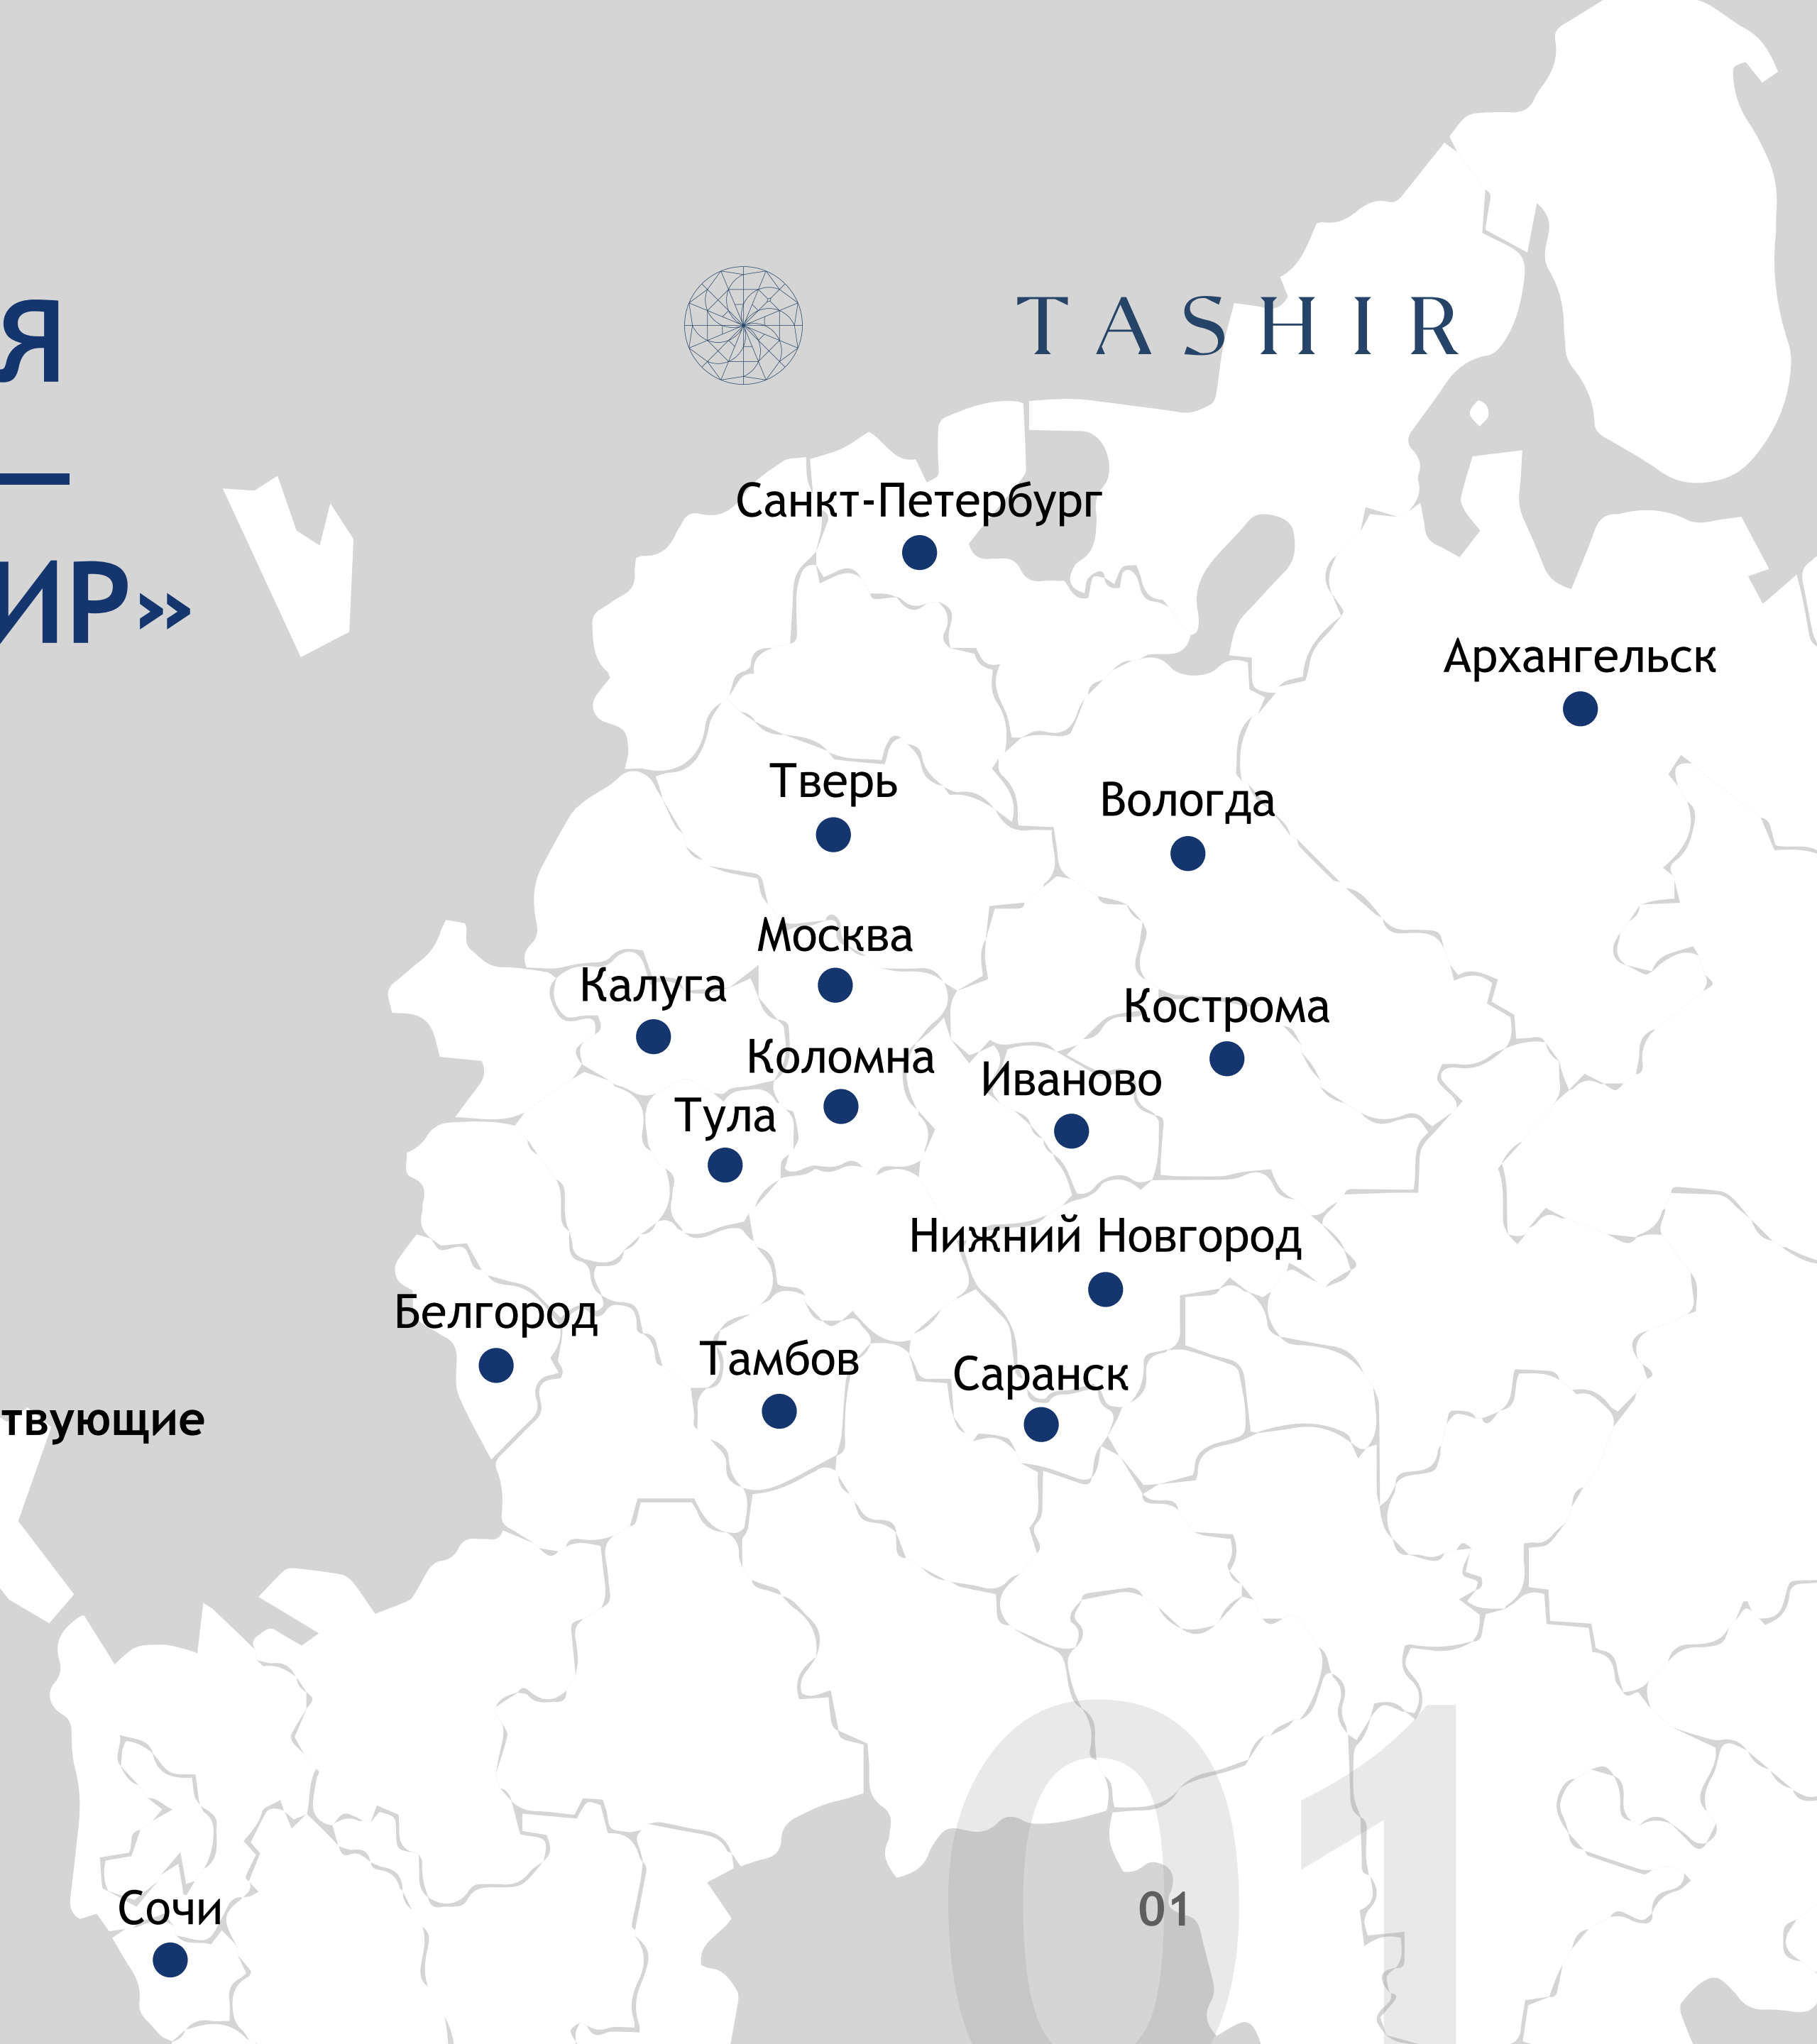 Я
TASHIR
—
ИР»
Санкт-Петербург
Архангельск
Тверь
Вологда
Москва
Калуга
Кострома
Коломна
Иваново
Тула
Нижний Новгород
Белгород
Тамбов
Саранск
твующие
Сочи
01
01